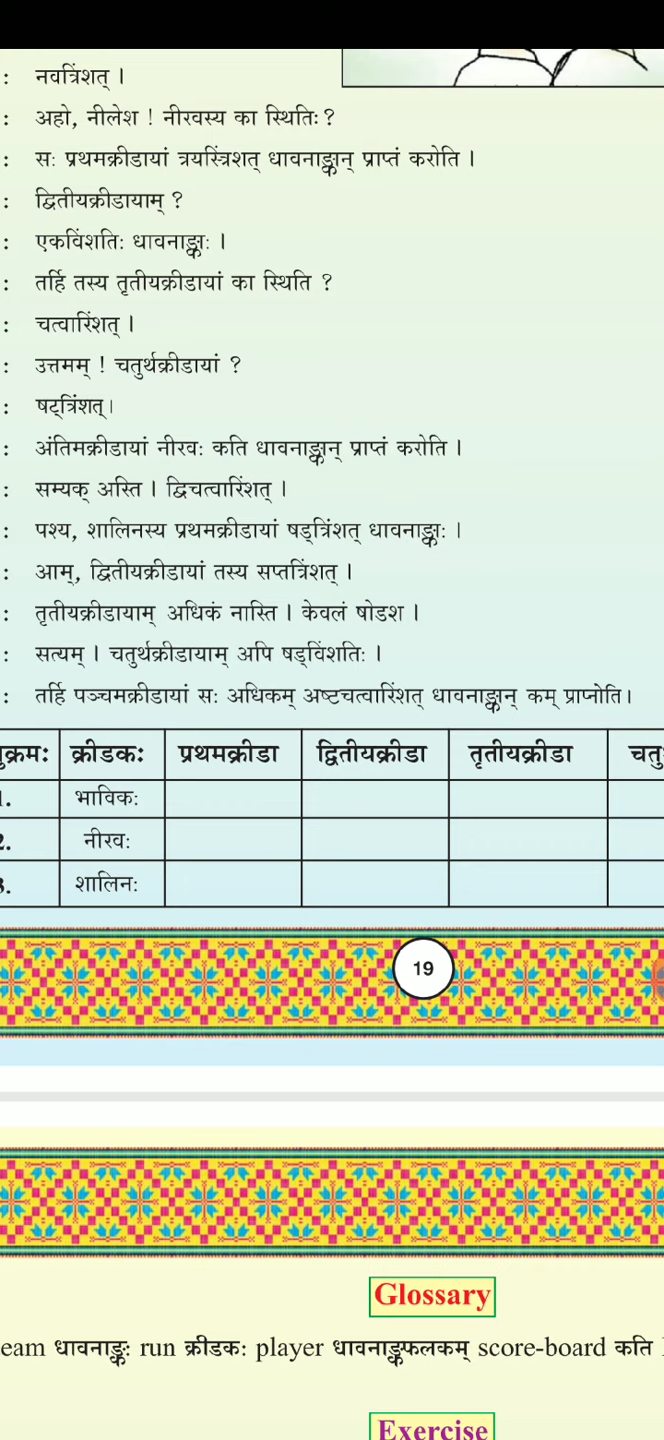 : नवत्रिंशत् ।
: अहो, नीलेश ! नीरवस्य का स्थितिः ?
: सः प्रथमक्रीडायां त्रयस्त्रिंशत् धावनाङ्कान् प्राप्तं करोति ।
: द्वितीयक्रीडायाम् ?
: एकविंशतिः धावनाङ्काः ।
: तर्हि तस्य तृतीयक्रीडायां का स्थिति ?
: चत्वारिंशत् ।
: उत्तमम् ! चतुर्थक्रीडायां ?
: षट्त्रिंशत्।
: अंतिमक्रीडायां नीरवः कति धावनाङ्कान् प्राप्तं करोति ।
: सम्यक् अस्ति । द्विचत्वारिंशत् ।
: पश्य, शालिनस्य प्रथमक्रीडायां षड्त्रिंशत् धावनाङ्काः ।
: आम्, द्वितीयक्रीडायां तस्य सप्तत्रिंशत् ।
: तृतीयक्रीडायाम् अधिकं नास्ति । केवलं षोडश ।
: सत्यम् । चतुर्थक्रीडायाम् अपि षड्विंशतिः ।
: तर्हि पञ्चमक्रीडायां सः अधिकम् अष्टचत्वारिंशत् धावनाङ्कान् कम् प्राप्नोति।
क्रमः क्रीडकः प्रथमक्रीडा द्वितीयक्रीडा तृतीयक्रीडा चतु
भाविकः
2. नीरवः
3. शालिनः
19
Glossary
eam धावनाङ्कः run क्रीडकः player धावनाङ्कफलकम् score-board कति
Exercise